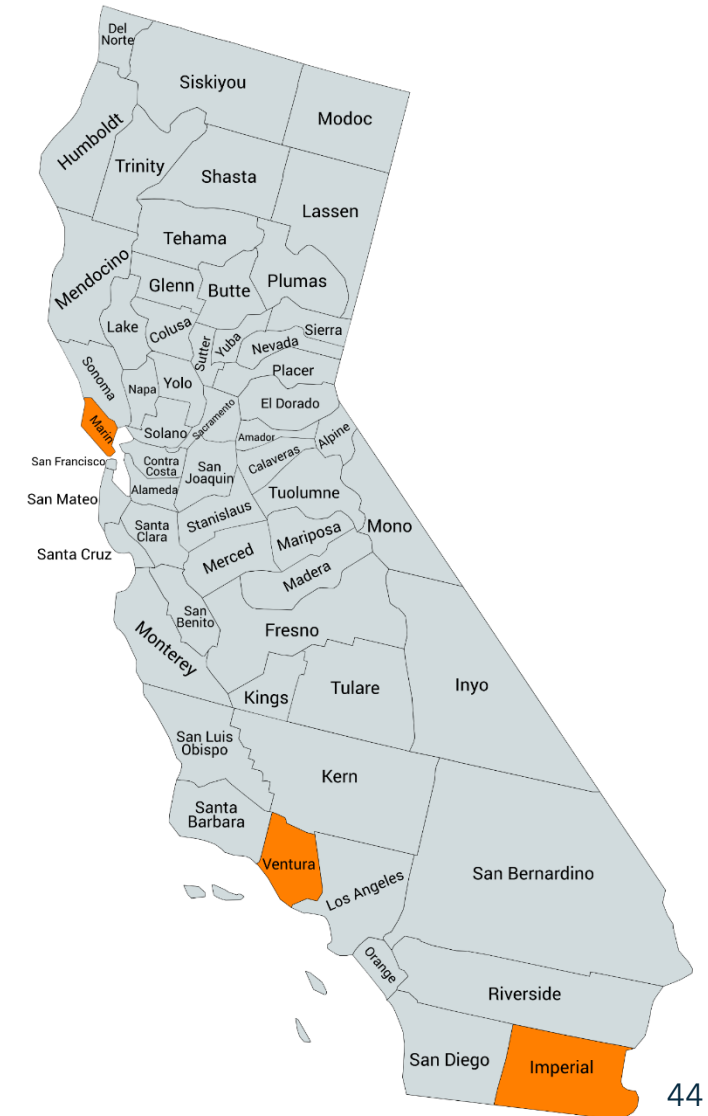 Del
Norte
Siskiyou
Modoc
Humboldt
Trinity
Shasta
Lassen
Tehama
Mendocino
Glenn
Butte
Plumas
Lake
Colusa
Sutter
Yuba
Nevada
Sierra
Placer
Sonoma
Napa
Yolo
El Dorado
Marin
Solano
Sacramento
Amador
Alpine
San Francisco
Contra
Costa
San
Joaquin
Calaveras
Alameda
Tuolumne
San Mateo
Stanislaus
Mono
Santa
Clara
Mariposa
Santa Cruz
Merced
Madera
San
Benito
Monterey
Fresno
Kings
Tulare
Inyo
San Luis
Obispo
Kern
Santa
Barbara
Ventura
Los Angeles
San Bernardino
Orange
Riverside
San Diego
Imperial
44